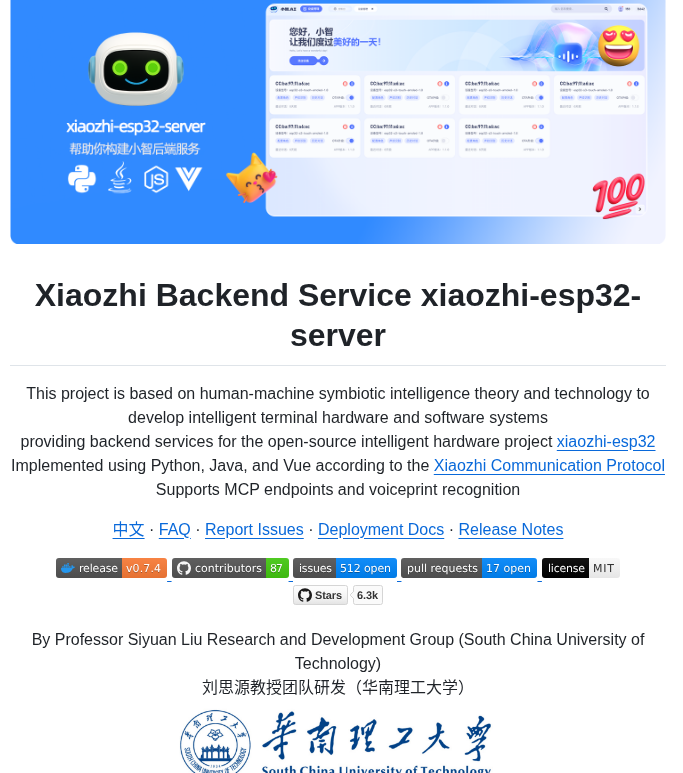 您好，小智
让我们度过美好的一天！
xiaozhi-esp32-server
帮助你构建小智后端服务
Xiaozhi Backend Service xiaozhi-esp32-
server
This project is based on human-machine symbiotic intelligence theory and technology to
develop intelligent terminal hardware and software systems
providing backend services for the open-source intelligent hardware project xiaozhi-esp32
Implemented using Python, Java, and Vue according to the Xiaozhi Communication Protocol
Supports MCP endpoints and voiceprint recognition
中文 · FAQ · Report Issues · Deployment Docs · Release Notes
release v0.7.4 contributors 87 issues 512 open pull requests 17 open license MIT
Stars 6.3k
By Professor Siyuan Liu Research and Development Group (South China University of
Technology)
刘思源教授团队研发（华南理工大学）
华南理工大学
South China University of Technology